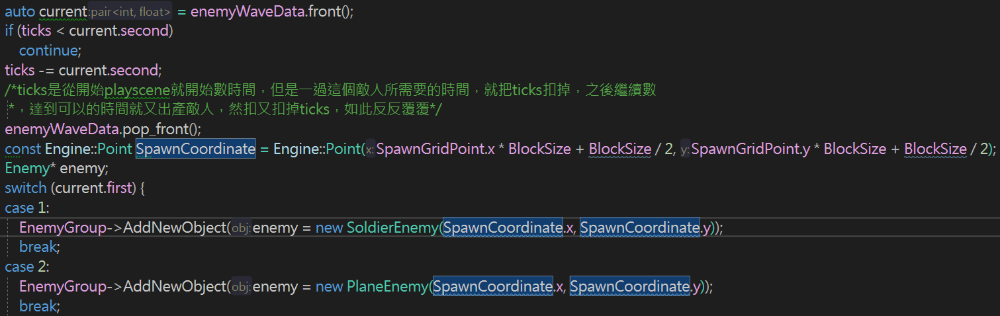 auto current:pair<int, float> = enemyWaveData.front();
if (ticks < current.second)
continue;
ticks -= current.second;
/*ticks是從開始playscene就開始數時間，但是一過這個敵人所需要的時間，就把ticks扣掉，之後繼續數
*，達到可以的時間就又出產敵人，然扣又扣掉ticks，如此反反覆覆*/
enemyWaveData.pop_front();
const Engine::Point SpawnCoordinate = Engine::Point(x:SpawnGridPoint.x * BlockSize + BlockSize / 2, y:SpawnGridPoint.y * BlockSize + BlockSize / 2);
Enemy* enemy;
switch (current.first) {
case 1:
EnemyGroup->AddNewObject(obj:enemy = new SoldierEnemy(SpawnCoordinate.x, SpawnCoordinate.y));
break;
case 2:
EnemyGroup->AddNewObject(obj:enemy = new PlaneEnemy(SpawnCoordinate.x, SpawnCoordinate.y));
break;